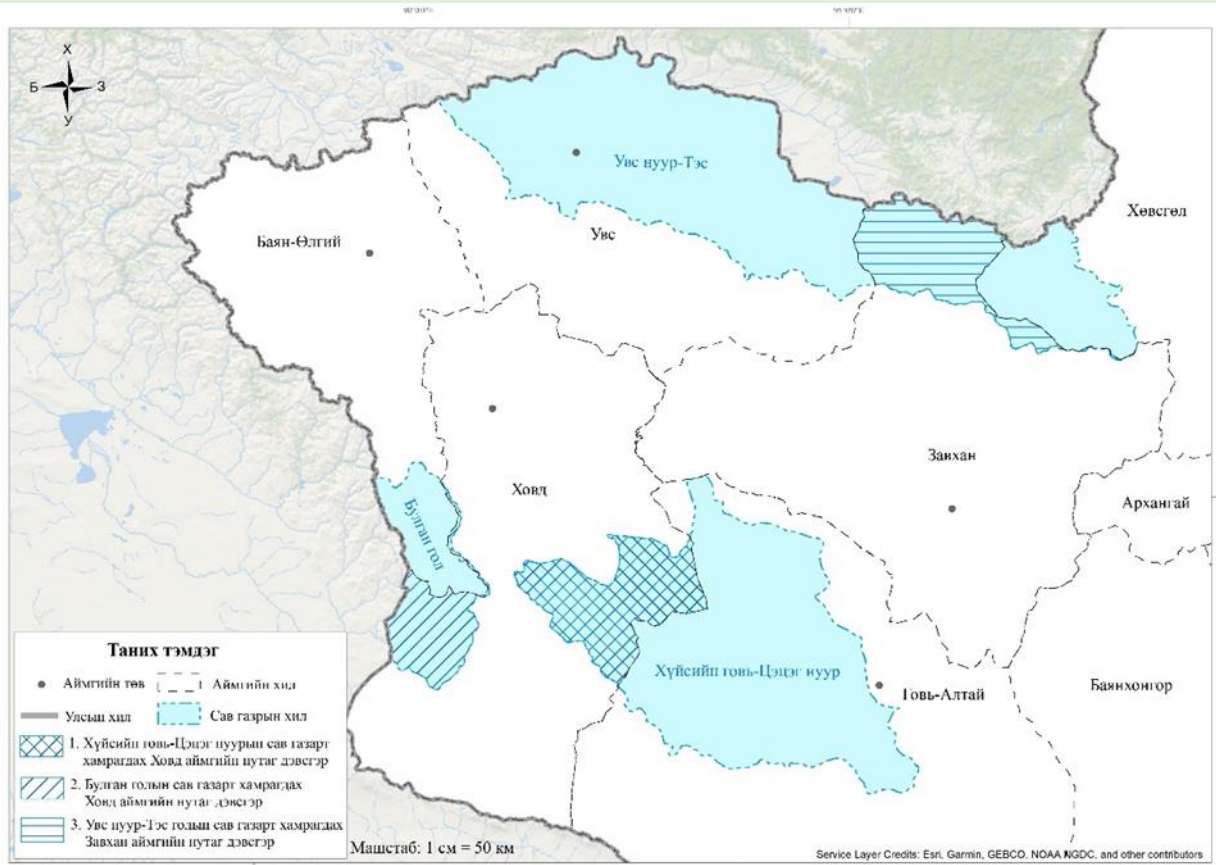 Х
Б З
У
Увс нуур-Тэс
Хөвсгөл
Увс
Баян-Өлгий
Завхан
Ховд
Архангай
Булган гол
Хүйсийн говь-Цэцэг нуур
Баянхонгор
Говь-Алтай
Таних тэмдэг
Аймгийн төв Аймгийн хил
Улсын хил Сав газрын хил
1. Хүйсийн говь-Цэцэг нуурын сав газарт
хамрагдах Ховд аймгийн нутаг дэвсгэр
2. Булган голын сав газарт хамрагдах
Ховд аймгийн нутаг дэвсгэр
3. Увс нуур-Тэс голын сав газарт хамрагдах
Завхан аймгийн нутаг дэвсгэр
Масштаб: 1 см = 50 км
Service Layer Credits: Esri, Garmin, GEBCO, NOAA NGDC, and other contributors